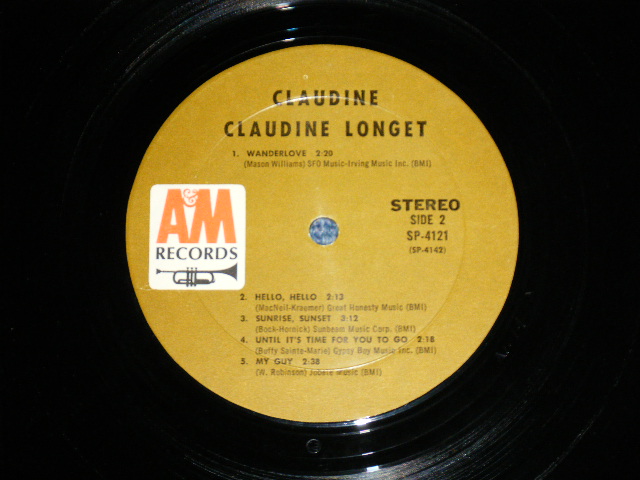 CLAUDINE
CLAUDINE LONGET
1. WANDERLOVE 2:20
(Mason Williams) SFO Music-Irving Music Inc. (BMI)
A&M
RECORDS
STEREO
SIDE 2
SP-4121
(SP-4142)
2. HELLO, HELLO 2:12
(MacNeil-Kraemer) Great Honesty Music (BMI)
3. SUNRISE, SUNSET 3:12
(Bock-Hornick) Sunbeam Music Corp. (BMI)
4. UNTIL IT'S TIME FOR YOU TO GO 2:18
(Buffy Sainte-Marie) Gypsy Boy Music Inc. (BMI)
5. MY GUY 2:38
(W. Robinson) Jobete Music (BMI)